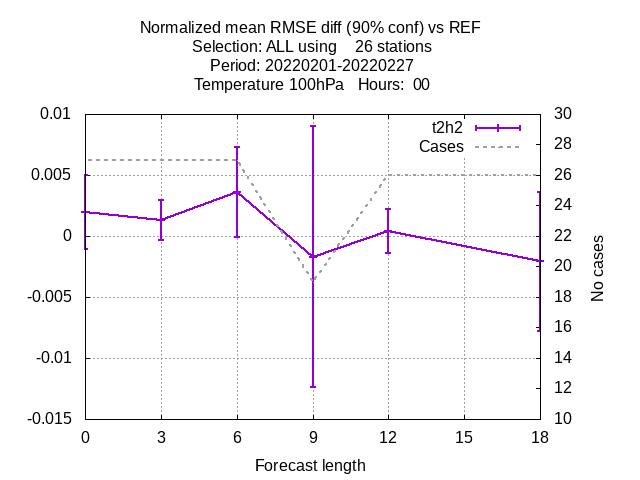 Normalized mean RMSE diff (90% conf) vs REF
Selection: ALL using    26 stations
Period: 20220201-20220227
Temperature 100hPa   Hours:  00
0.01
0.005
0
-0.005
-0.01
-0.015
30
28
26
24
22
20
18
16
14
12
10
t2h2
Cases
No cases
0 3 6 9 12 15 18
Forecast length